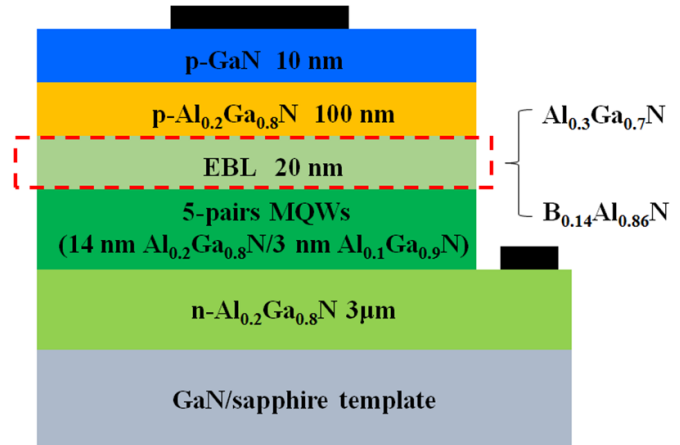 p-GaN 10 nm
p-Al₀.₂Ga₀.₈N 100 nm
Al₀.₃Ga₀.₇N
EBL 20 nm
B₀.₁₄Al₀.₈₆N
5-pairs MQWs
(14 nm Al₀.₂Ga₀.₈N/3 nm Al₀.₁Ga₀.₉N)
n-Al₀.₂Ga₀.₈N 3μm
GaN/sapphire template